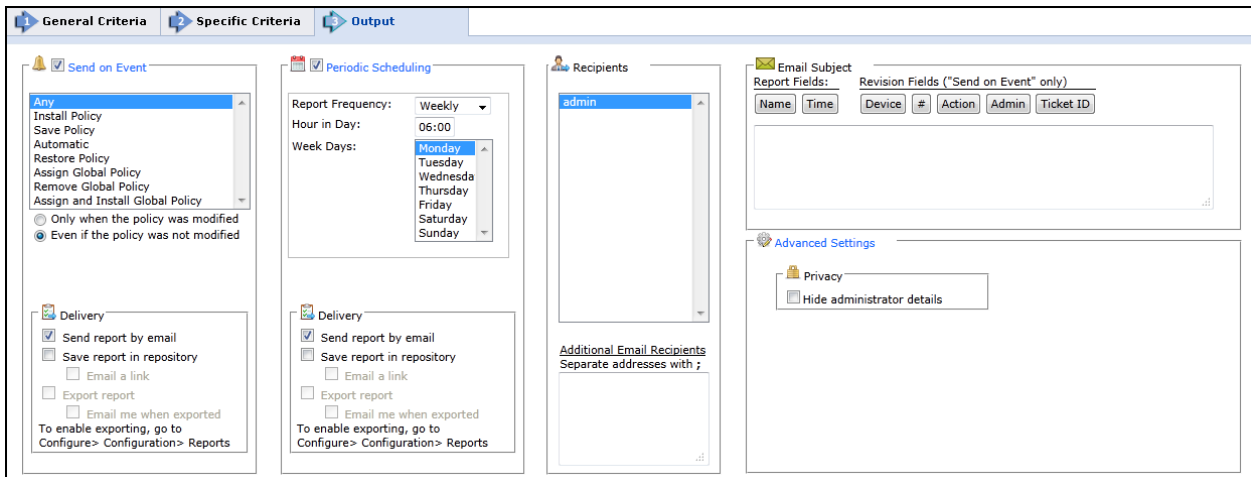 1 General Criteria
2 Specific Criteria
3 Output
Send on Event
Any
Install Policy
Save Policy
Automatic
Restore Policy
Assign Global Policy
Remove Global Policy
Assign and Install Global Policy
Only when the policy was modified
Even if the policy was not modified
Delivery
Send report by email
Save report in repository
Email a link
Export report
Email me when exported
To enable exporting, go to
Configure> Configuration> Reports
Periodic Scheduling
Report Frequency: Weekly
Hour in Day: 06:00
Week Days: Monday
Tuesday
Wednesda
Thursday
Friday
Saturday
Sunday
Delivery
Send report by email
Save report in repository
Email a link
Export report
Email me when exported
To enable exporting, go to
Configure> Configuration> Reports
Recipients
admin
Additional Email Recipients
Separate addresses with ;
Email Subject
Report Fields: Revision Fields ("Send on Event" only)
Name Time Device # Action Admin Ticket ID
Advanced Settings
Privacy
Hide administrator details